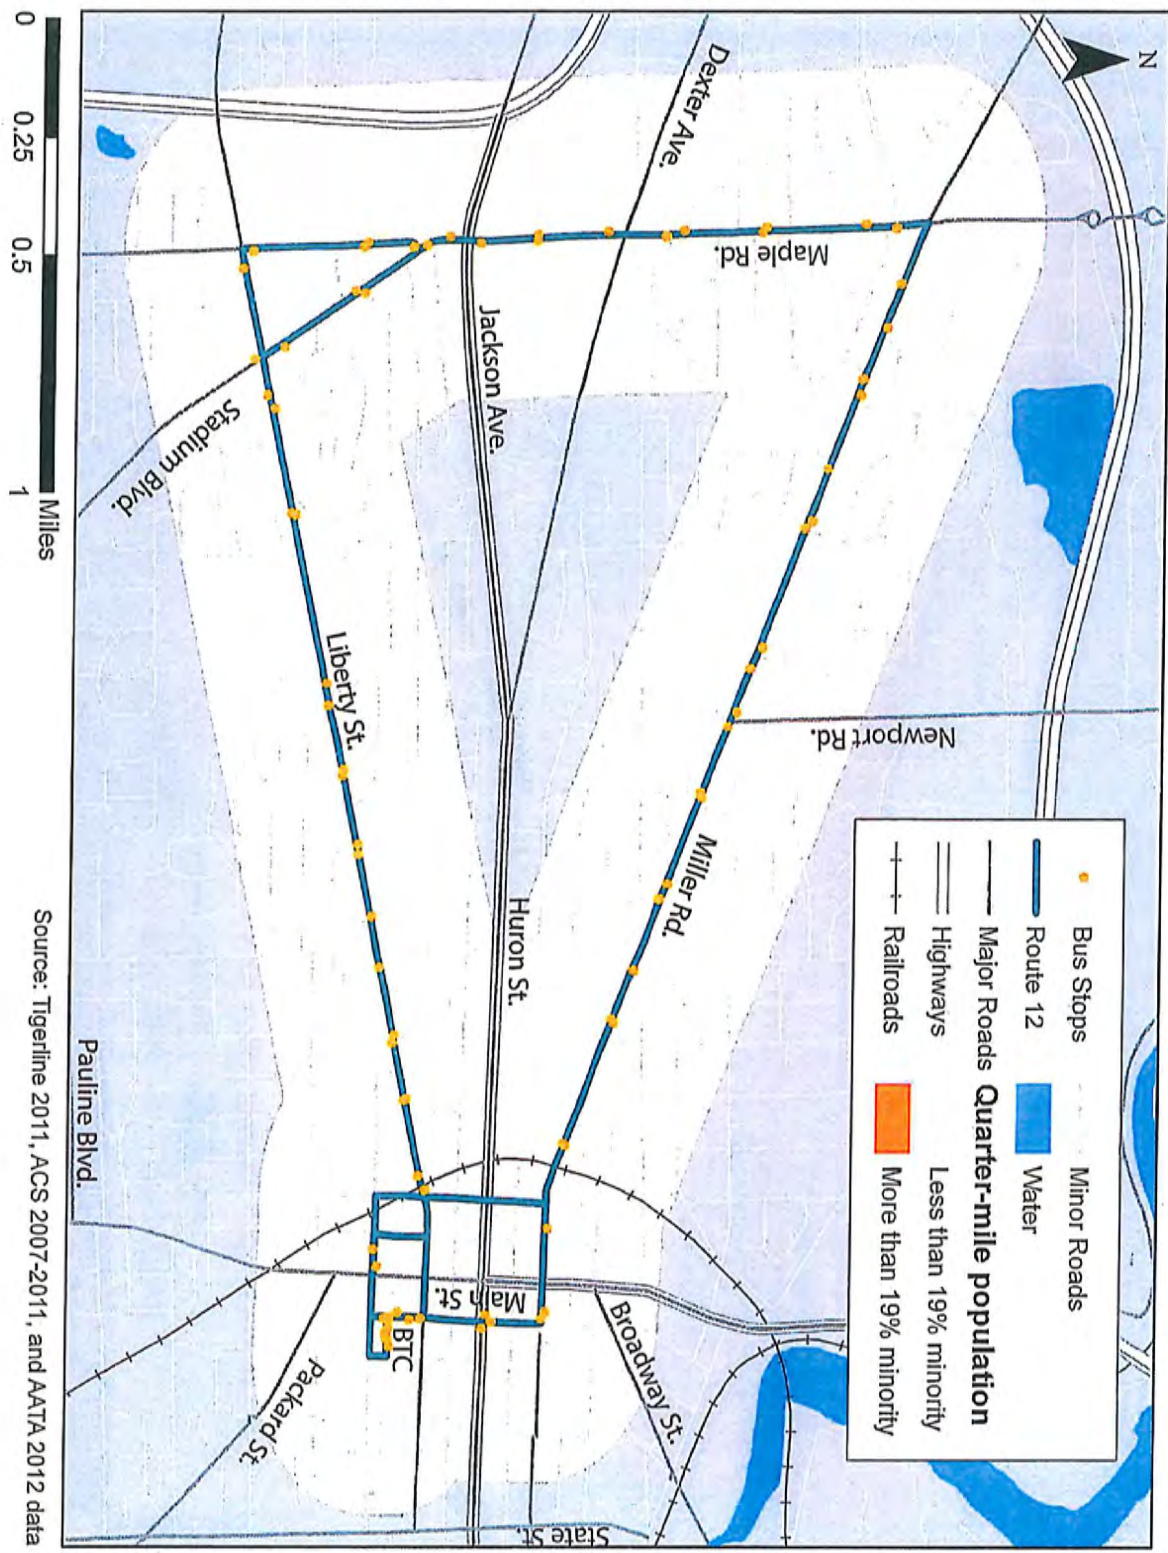 N
Dexter Ave.
Maple Rd.
Jackson Ave.
Stadium Blvd.
Newport Rd.
Liberty St.
Miller Rd.
Huron St.
Main St.
Broadway St.
BTC
Packard St.
State St.
Pauline Blvd.
Bus Stops
Route 12
Major Roads
Highways
Railroads
Minor Roads
Water
Quarter-mile population
Less than 19% minority
More than 19% minority
0 0.25 0.5 1 Miles
Source: Tigerline 2011, ACS 2007-2011, and AATA 2012 data